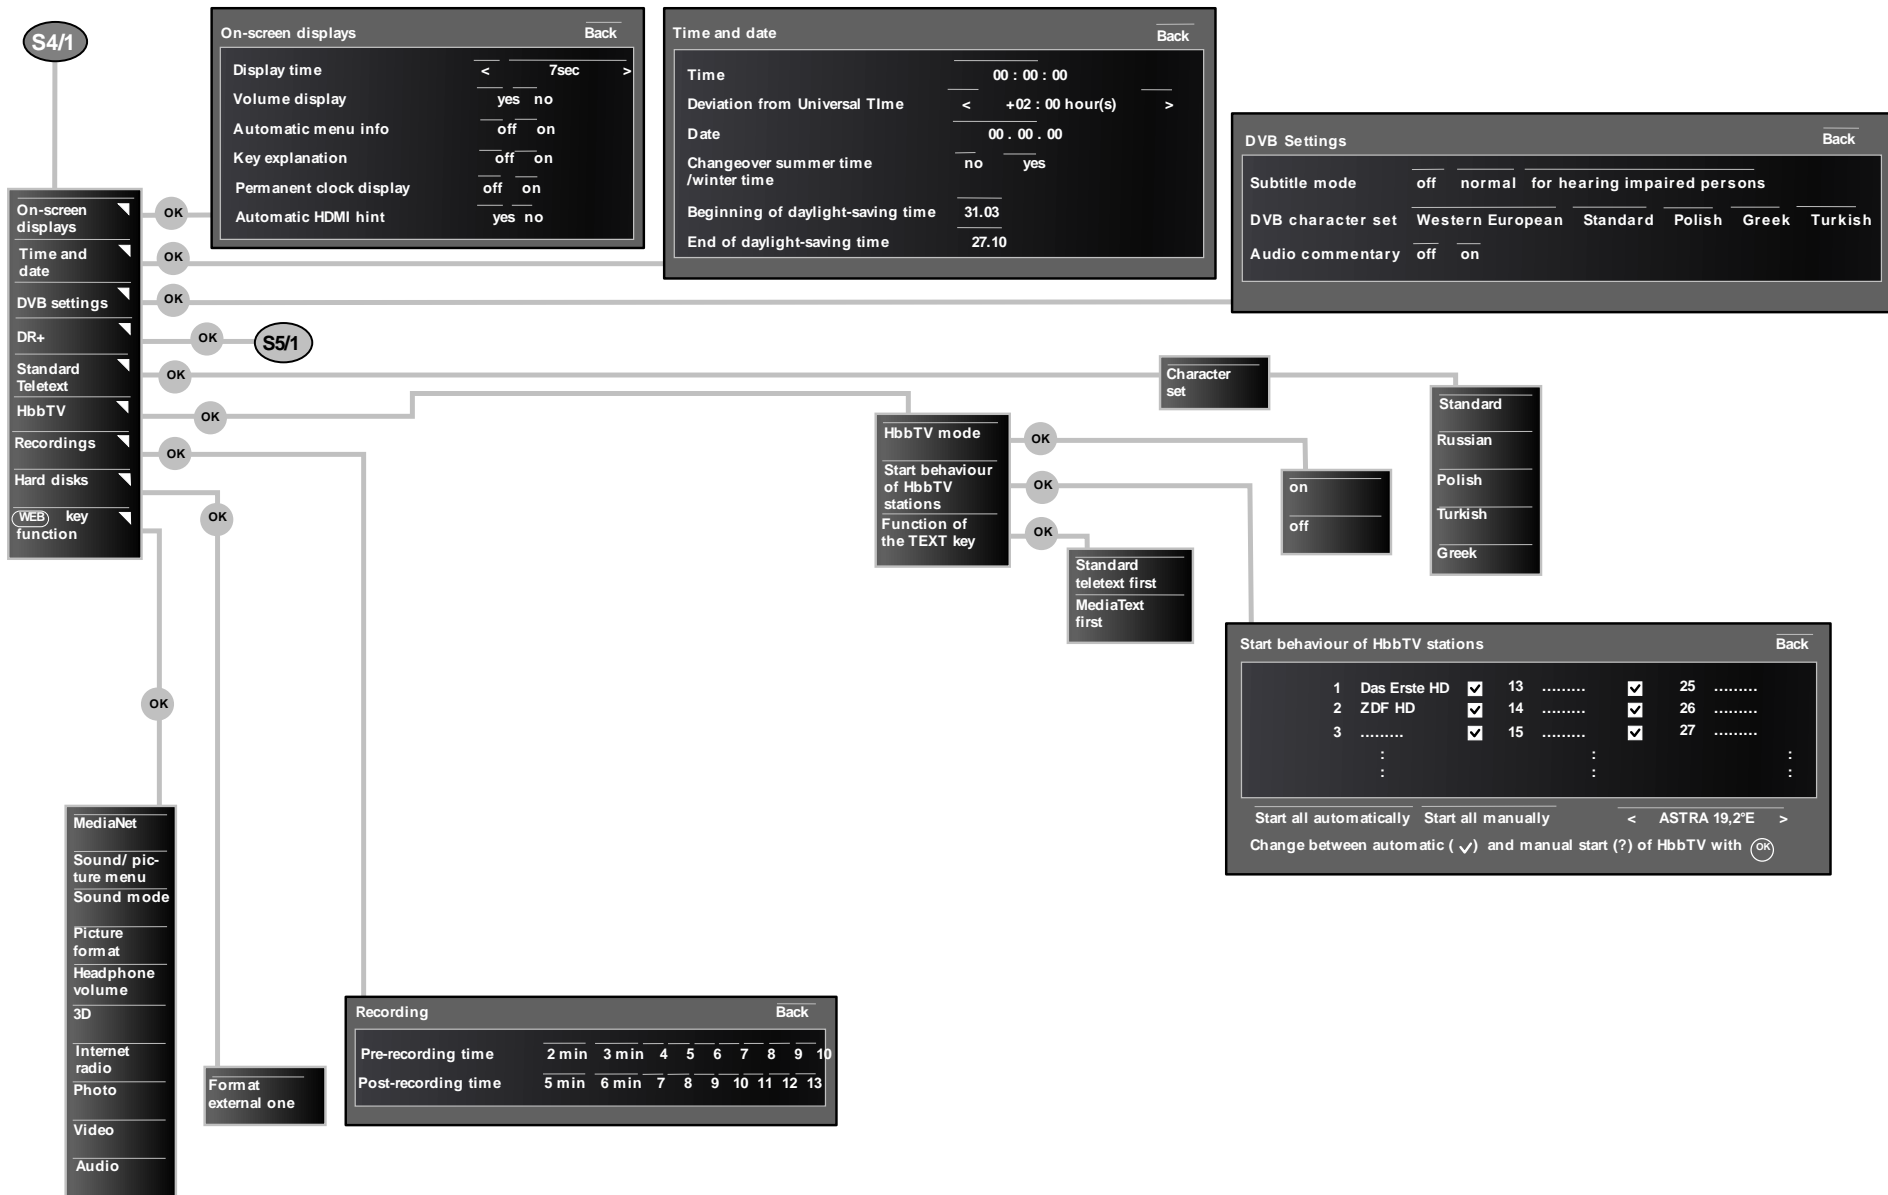 S4/1
On-screen
displays
Time and
date
DVB settings
DR+
Standard
Teletext
HbbTV
Recordings
Hard disks
WEB key
function
OK
OK
OK
OK
S5/1
OK
OK
OK
OK
OK
On-screen displays Back
Display time < 7sec >
Volume display yes no
Automatic menu info off on
Key explanation off on
Permanent clock display off on
Automatic HDMI hint yes no
Time and date Back
Time 00 : 00 : 00
Deviation from Universal TIme < +02 : 00 hour(s) >
Date 00 . 00 . 00
Changeover summer time no yes
/winter time
Beginning of daylight-saving time 31.03
End of daylight-saving time 27.10
DVB Settings Back
Subtitle mode off normal for hearing impaired persons
DVB character set Western European Standard Polish Greek Turkish
Audio commentary off on
Character
set
Standard
Russian
Polish
Turkish
Greek
HbbTV mode
Start behaviour
of HbbTV
stations
Function of
the TEXT key
OK
OK
OK
on
off
Standard
teletext first
MediaText
first
Start behaviour of HbbTV stations Back
1 Das Erste HD 13 ......... 25 .........
2 ZDF HD 14 ......... 26 .........
3 ......... 15 ......... 27 .........
: : :
: : :
Start all automatically Start all manually < ASTRA 19,2°E >
Change between automatic ( ✓) and manual start (?) of HbbTV with OK
MediaNet
Sound/ pic-
ture menu
Sound mode
Picture
format
Headphone
volume
3D
Internet
radio
Photo
Video
Audio
Format
external one
Recording Back
Pre-recording time 2 min 3 min 4 5 6 7 8 9 10
Post-recording time 5 min 6 min 7 8 9 10 11 12 13